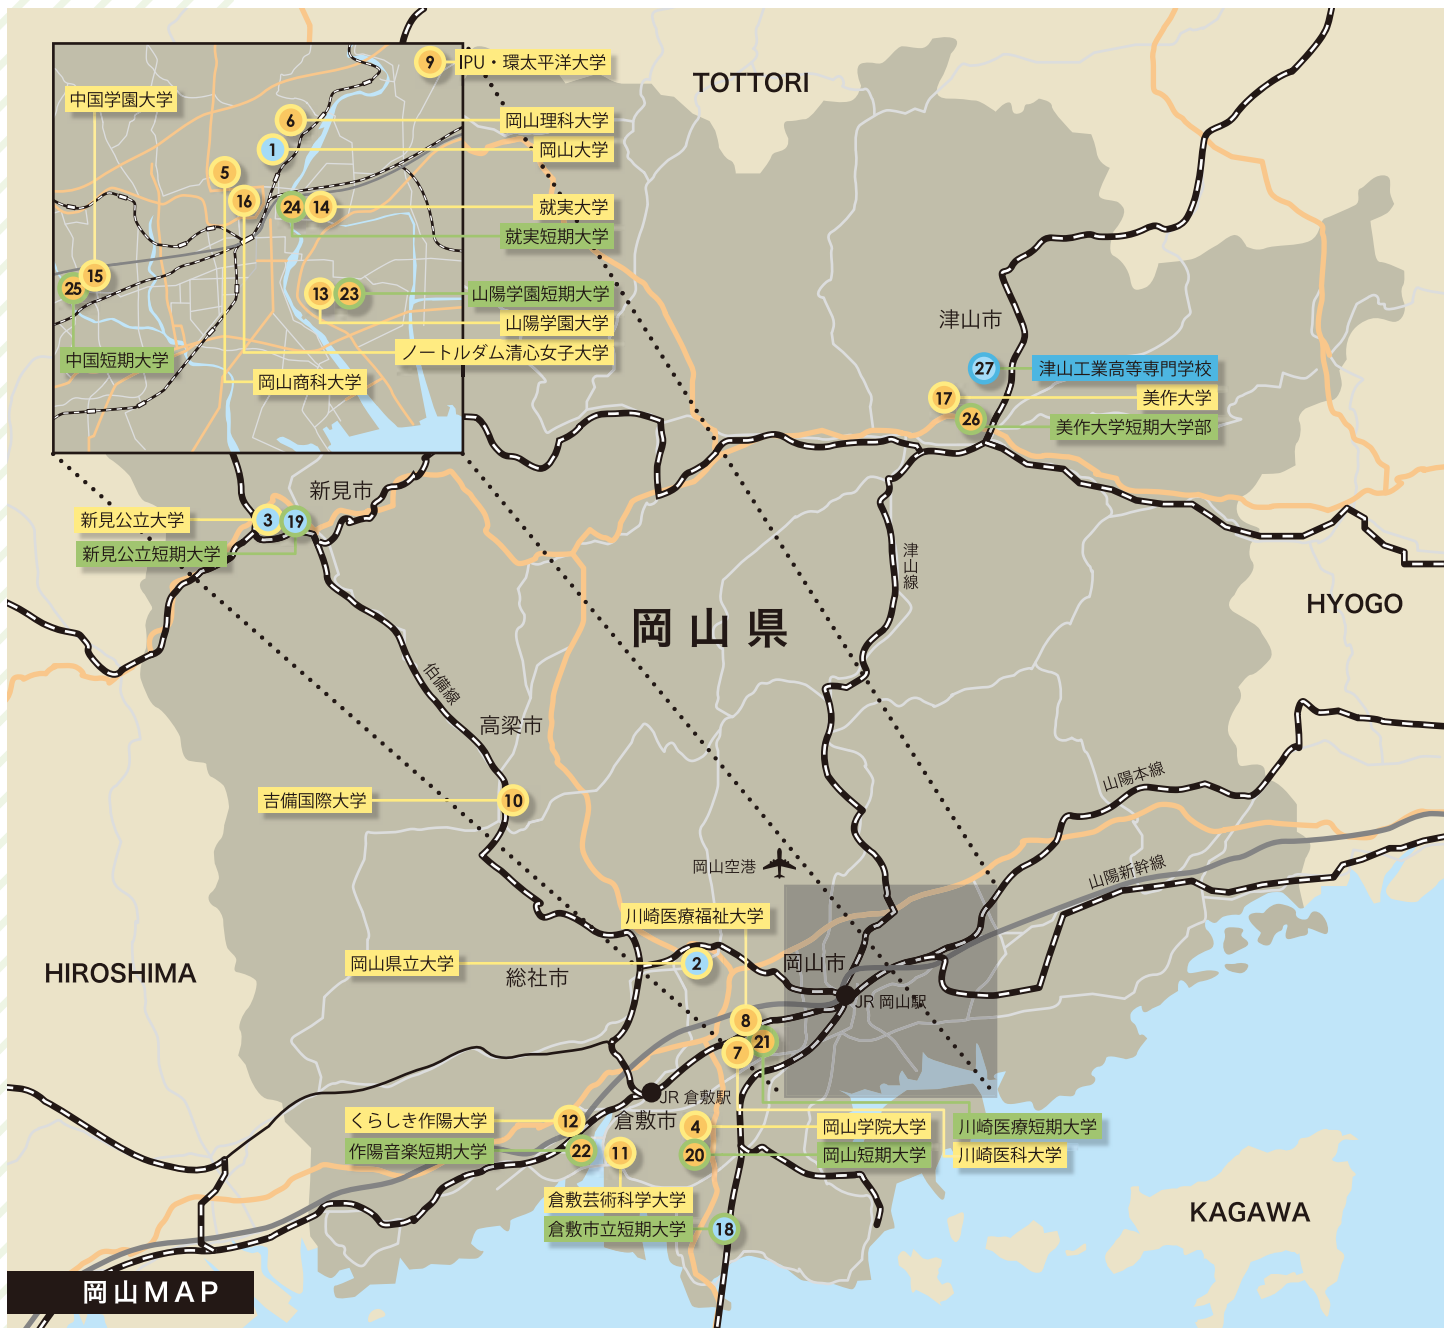 9
IPU・環太平洋大学
TOTTORI
中国学園大学
6
岡山理科大学
1
岡山大学
5
16
24
14
就実大学
就実短期大学
15
25
13
23
山陽学園短期大学
山陽学園大学
ノートルダム清心女子大学
中国短期大学
岡山商科大学
津山市
27
津山工業高等専門学校
17
美作大学
26
美作大学短期大学部
新見市
新見公立大学
3
19
新見公立短期大学
津山線
HYOGO
岡山県
伯備線
高梁市
吉備国際大学
10
山陽本線
岡山空港
山陽新幹線
川崎医療福祉大学
岡山県立大学
2
岡山市
HIROSHIMA
総社市
JR 岡山駅
8
21
7
JR 倉敷駅
くらしき作陽大学
12
倉敷市
4
岡山学院大学
川崎医療短期大学
作陽音楽短期大学
22
11
20
岡山短期大学
川崎医科大学
倉敷芸術科学大学
倉敷市立短期大学
18
KAGAWA
岡山MAP